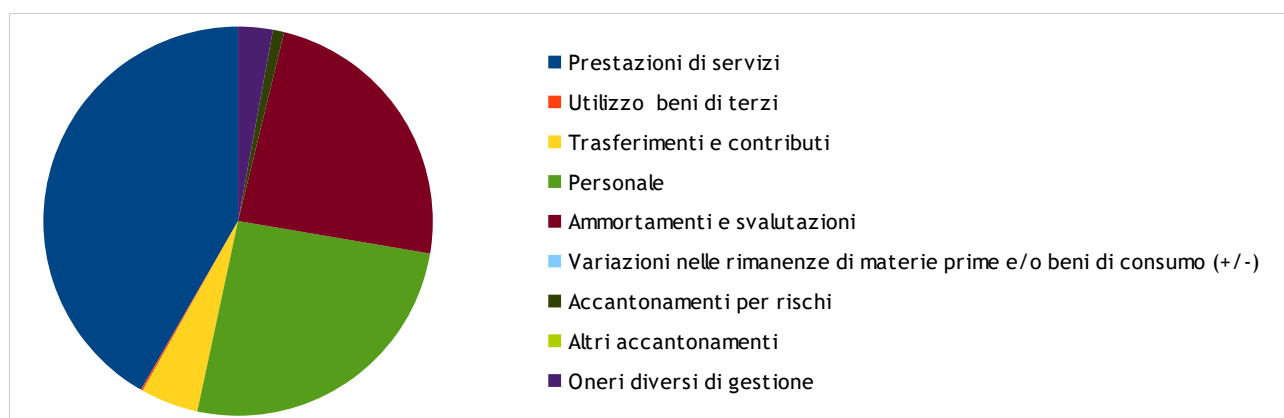 Prestazioni di servizi
Utilizzo beni di terzi
Trasferimenti e contributi
Personale
Ammortamenti e svalutazioni
Variazioni nelle rimanenze di materie prime e/o beni di consumo (+/-)
Accantonamenti per rischi
Altri accantonamenti
Oneri diversi di gestione